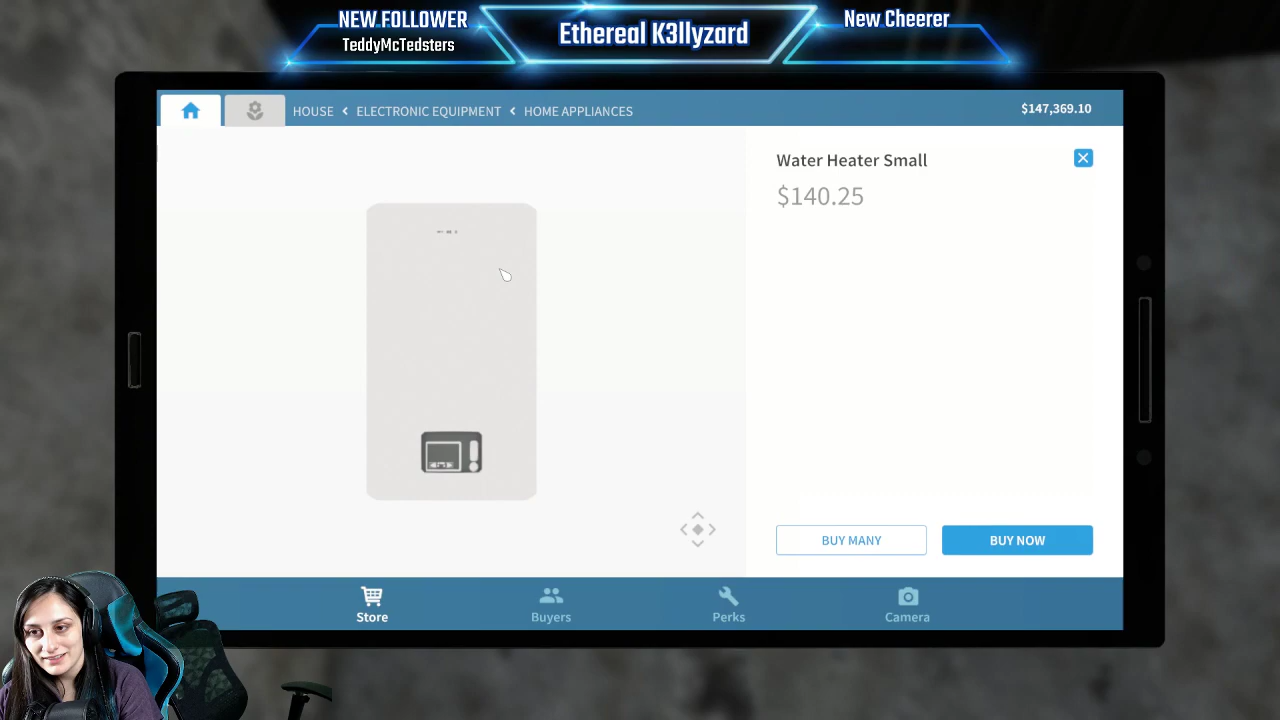 NEW FOLLOWER
TeddyMcTedsters
Ethereal K3llyzard
New Cheerer
HOUSE < ELECTRONIC EQUIPMENT < HOME APPLIANCES
$147,369.10
Water Heater Small
$140.25
BUY MANY
BUY NOW
Store
Buyers
Perks
Camera